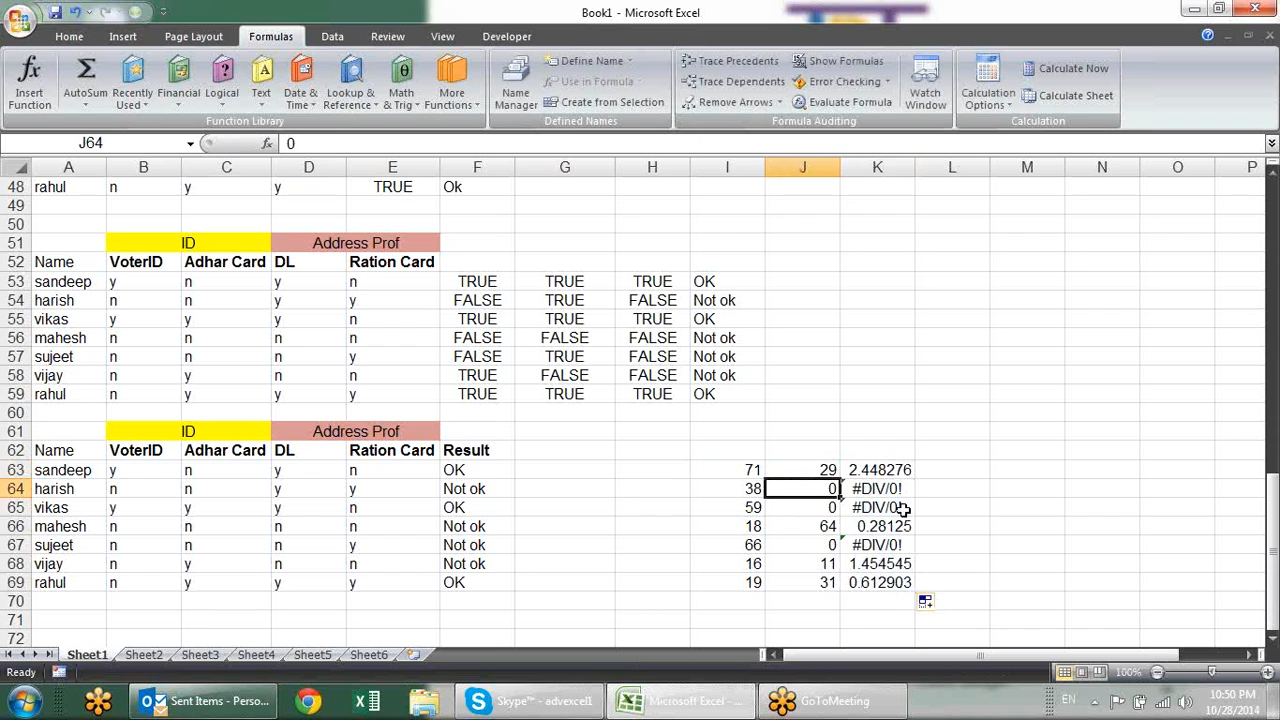 Book1 - Microsoft Excel
Home Insert Page Layout Formulas Data Review View Developer
fx Insert Function
Σ AutoSum
Recently Used
Financial
Logical
Text
Date & Time
Lookup & Reference
Math & Trig
More Functions
Function Library
Name Manager
Define Name
Use in Formula
Create from Selection
Defined Names
Trace Precedents
Trace Dependents
Remove Arrows
Show Formulas
Error Checking
Evaluate Formula
Formula Auditing
Watch Window
Calculation Options
Calculate Now
Calculate Sheet
Calculation
J64 fx 0
A B C D E F G H I J K L M N O P
48 rahul n y y TRUE Ok
49
50
51 ID Address Prof
52 Name VoterID Adhar Card DL Ration Card
53 sandeep y n y n TRUE TRUE TRUE OK
54 harish n n y y FALSE TRUE FALSE Not ok
55 vikas y y y n TRUE TRUE TRUE OK
56 mahesh n n n n FALSE FALSE FALSE Not ok
57 sujeet n n n y FALSE TRUE FALSE Not ok
58 vijay n y n n TRUE FALSE FALSE Not ok
59 rahul n y y y TRUE TRUE TRUE OK
60
61 ID Address Prof
62 Name VoterID Adhar Card DL Ration Card Result
63 sandeep y n y n OK 71 29 2.448276
64 harish n n y y Not ok 38 0 #DIV/0!
65 vikas y y y n OK 59 0 #DIV/0!
66 mahesh n n n n Not ok 18 64 0.28125
67 sujeet n n n y Not ok 66 0 #DIV/0!
68 vijay n y n n Not ok 16 11 1.454545
69 rahul n y y y OK 19 31 0.612903
70
71
72
Sheet1 Sheet2 Sheet3 Sheet4 Sheet5 Sheet6
Ready 100%
Sent Items - Perso... Skype™ - advexcel1 Microsoft Excel - ... GoToMeeting EN 10:50 PM
10/28/2014